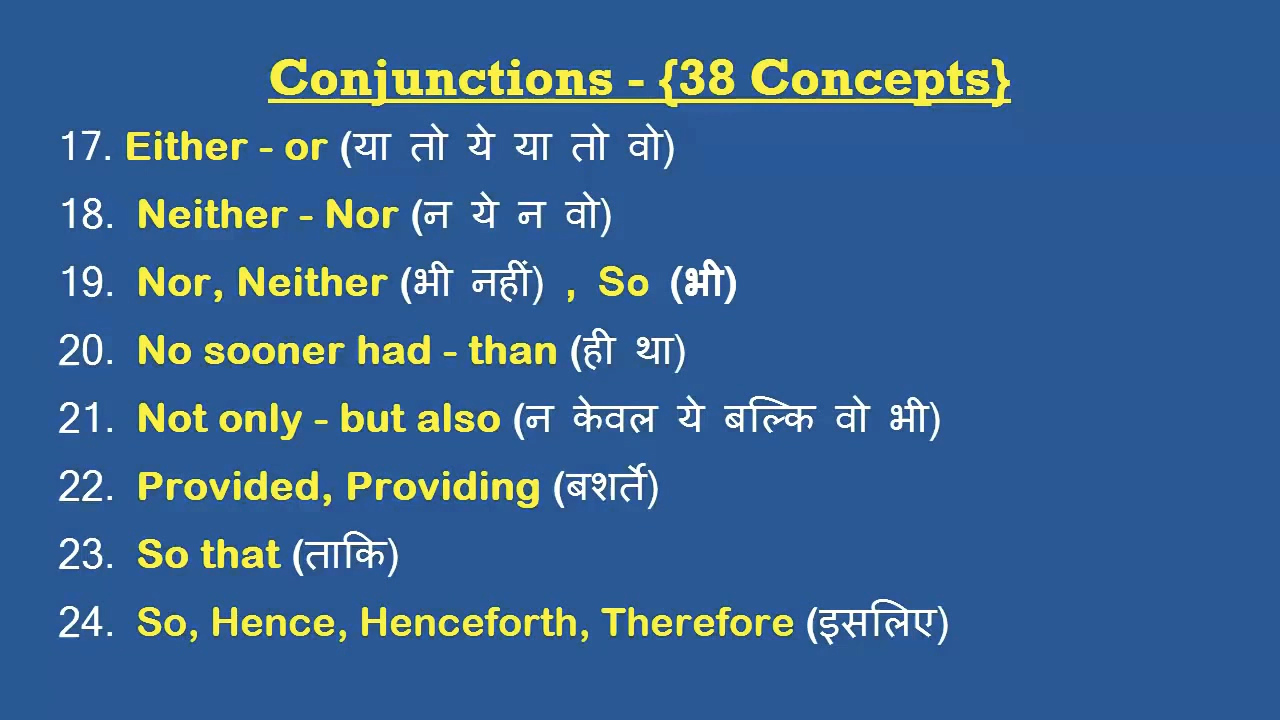 Conjunctions - {38 Concepts}
17. Either - or (या तो ये या तो वो)
18. Neither - Nor (न ये न वो)
19. Nor, Neither (भी नहीं) , So (भी)
20. No sooner had - than (ही था)
21. Not only - but also (न केवल ये बल्कि वो भी)
22. Provided, Providing (बशर्ते)
23. So that (ताकि)
24. So, Hence, Henceforth, Therefore (इसलिए)